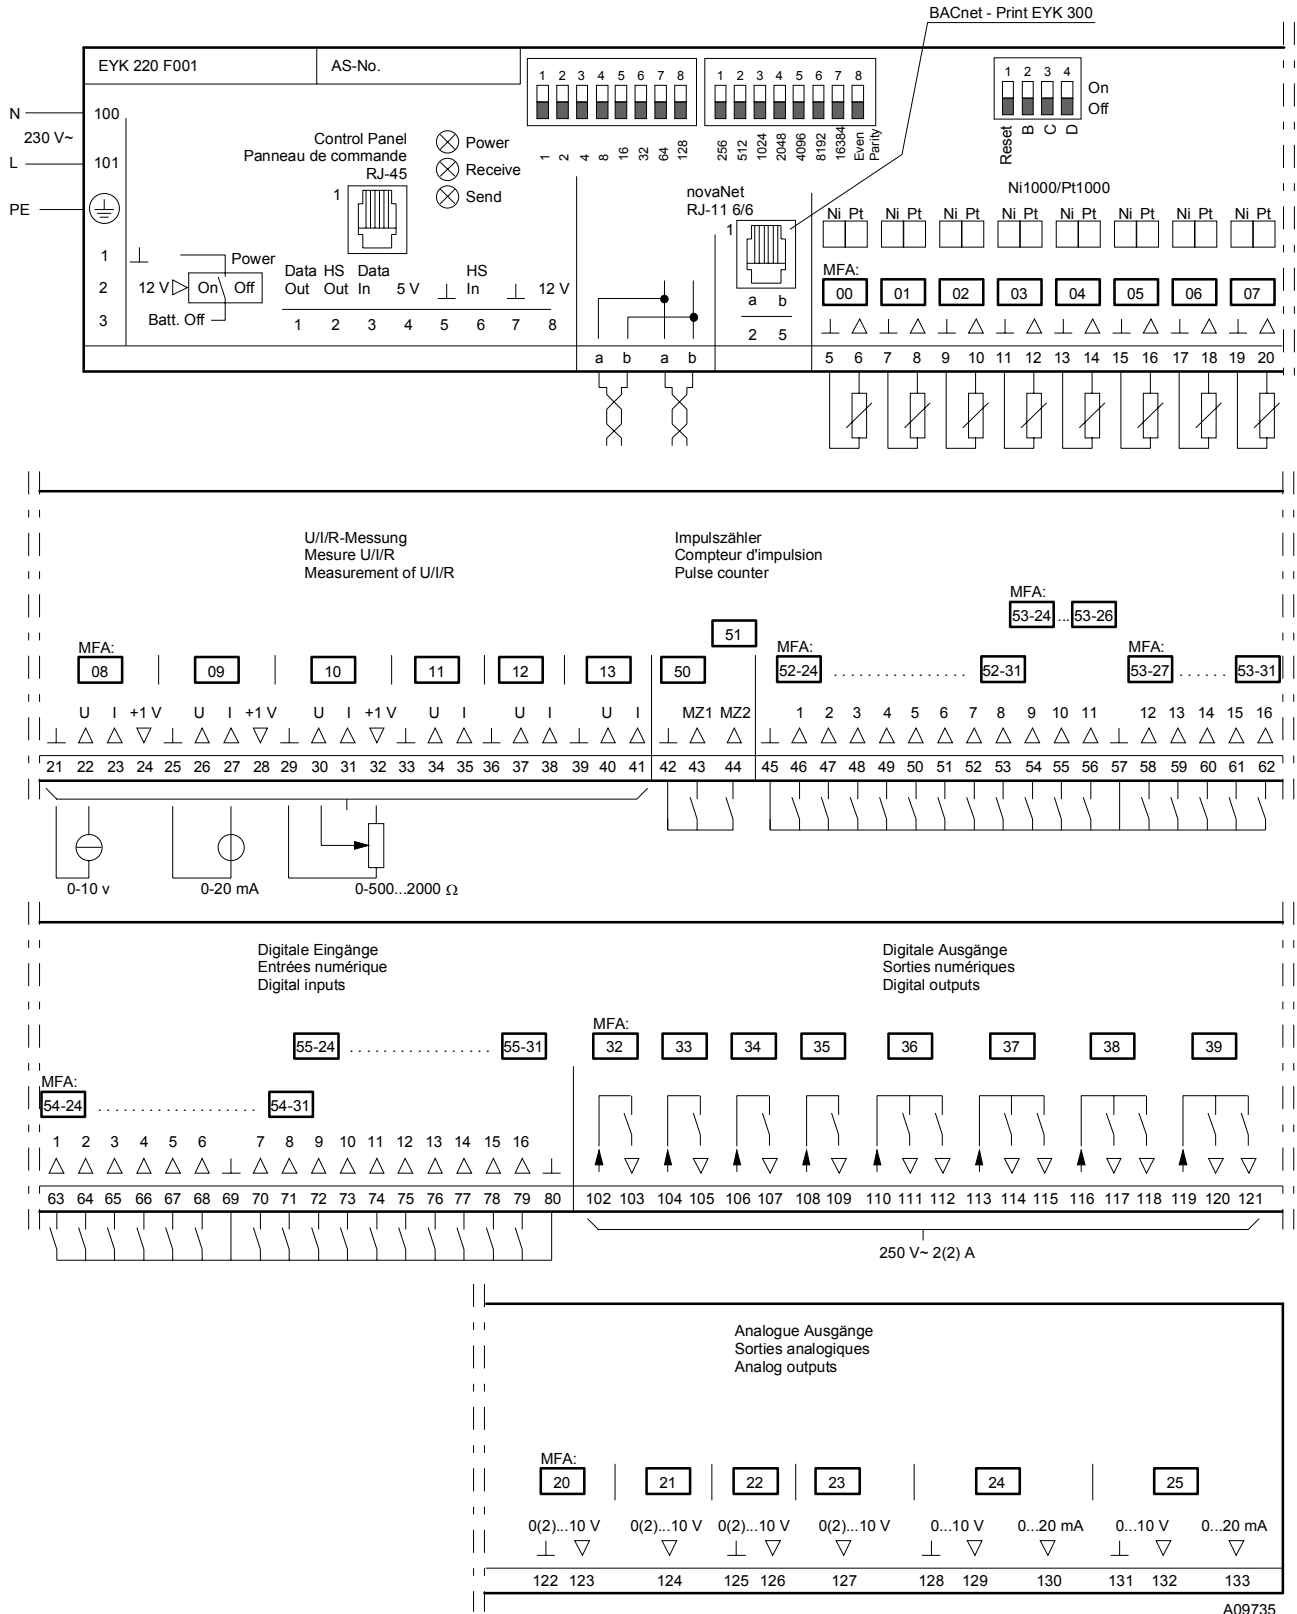 BACnet - Print EYK 300
EYK 220 F001 AS-No.
1 2 3 4 5 6 7 8
1 2 4 8 16 32 64 128
1 2 3 4 5 6 7 8
256 512 1024 2048 4096 8192 16384 Even Parity
1 2 3 4
On
Off
Reset B C D
N
230 V~
L
PE
100
101
1
2
3
Control Panel
Panneau de commande
RJ-45
1
Power
Receive
Send
Power
12 V On Off
Batt. Off
Data Out HS Out Data In 5 V HS In 12 V
1 2 3 4 5 6 7 8
a b a b
novaNet
RJ-11 6/6
1
a b
2 5
Ni1000/Pt1000
Ni Pt Ni Pt Ni Pt Ni Pt Ni Pt Ni Pt Ni Pt Ni Pt
MFA:
00 01 02 03 04 05 06 07
5 6 7 8 9 10 11 12 13 14 15 16 17 18 19 20
U/I/R-Messung
Mesure U/I/R
Measurement of U/I/R
Impulszähler
Compteur d'impulsion
Pulse counter
MFA:
53-24 ... 53-26
51
MFA:
08 09 10 11 12 13 50
MFA:
52-24 . . . . . . . . . . . . . . . . 52-31
MFA:
53-27 . . . . . . 53-31
U I +1 V U I +1 V U I +1 V U I U I U I MZ1 MZ2 1 2 3 4 5 6 7 8 9 10 11 12 13 14 15 16
21 22 23 24 25 26 27 28 29 30 31 32 33 34 35 36 37 38 39 40 41 42 43 44 45 46 47 48 49 50 51 52 53 54 55 56 57 58 59 60 61 62
0-10 v 0-20 mA 0-500...2000 Ω
Digitale Eingänge
Entrées numérique
Digital inputs
Digitale Ausgänge
Sorties numériques
Digital outputs
55-24 . . . . . . . . . . . . . . . . . 55-31
MFA:
54-24 . . . . . . . . . . . . . . . . . . . 54-31
MFA:
32 33 34 35 36 37 38 39
1 2 3 4 5 6 7 8 9 10 11 12 13 14 15 16
63 64 65 66 67 68 69 70 71 72 73 74 75 76 77 78 79 80 102 103 104 105 106 107 108 109 110 111 112 113 114 115 116 117 118 119 120 121
250 V~ 2(2) A
Analogue Ausgänge
Sorties analogiques
Analog outputs
MFA:
20 21 22 23 24 25
0(2)...10 V 0(2)...10 V 0(2)...10 V 0(2)...10 V 0...10 V 0...20 mA 0...10 V 0...20 mA
122 123 124 125 126 127 128 129 130 131 132 133
A09735